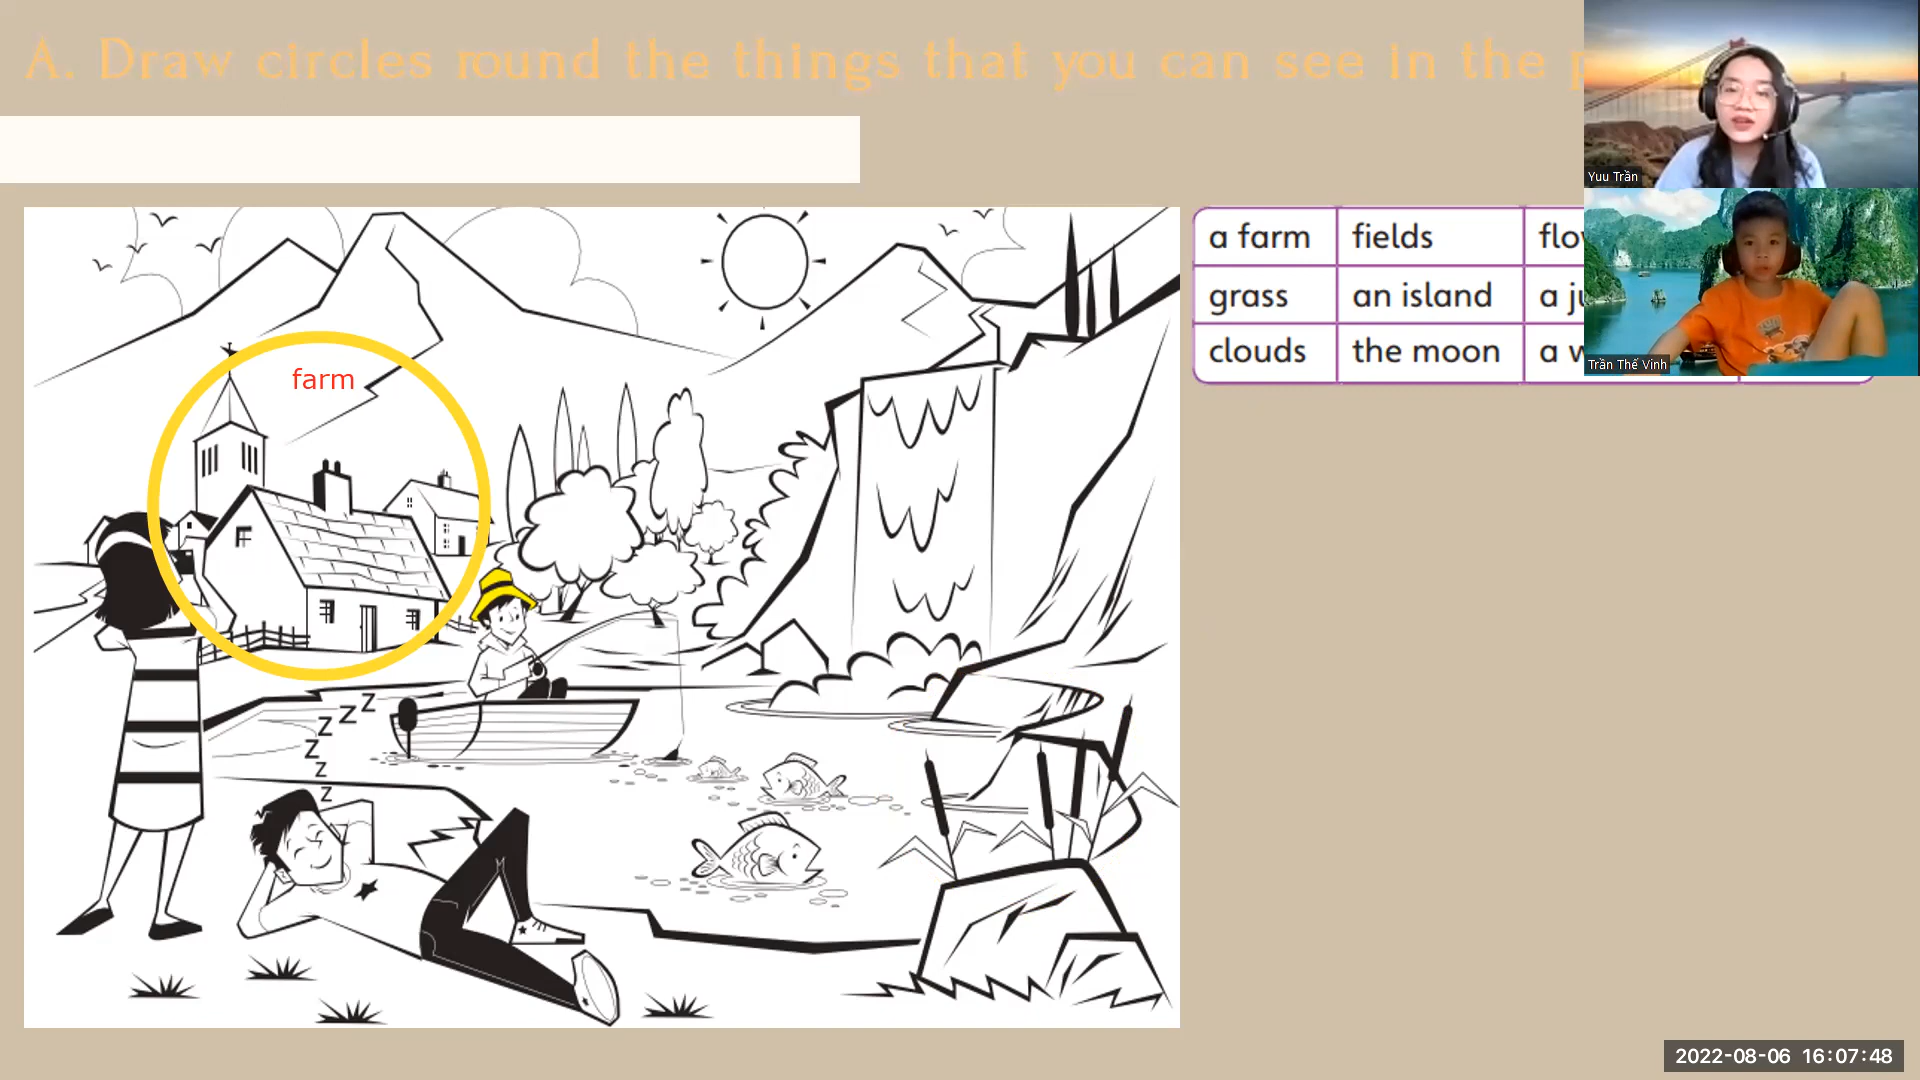 A. Draw circles round the things that you can see in the
Yuu Trần
a farm fields
grass an island a
clouds the moon a
Trần Thế Vinh
farm
z
z
z
z
z
z
2022-08-06 16:07:48